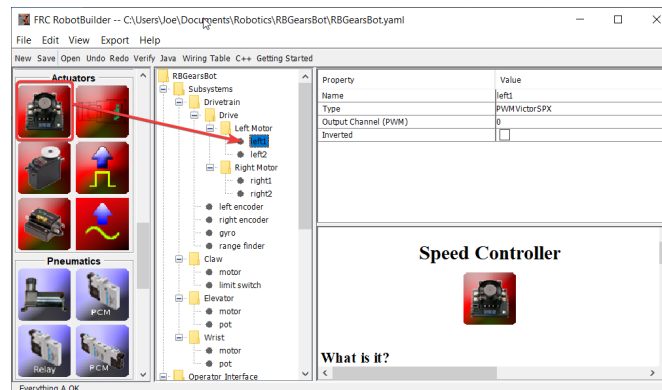 FRC RobotBuilder -- C:\Users\Joe\Documents\Robotics\RBGearsBot\RBGearsBot.yaml
File Edit View Export Help
New Save Open Undo Redo Verify Java Wiring Table C++ Getting Started
Actuators
Pneumatics
PCM
Relay
PCM
RBGearsBot
Subsystems
Drivetrain
Drive
Left Motor
left1
left2
Right Motor
right1
right2
left encoder
right encoder
gyro
range finder
Claw
motor
limit switch
Elevator
motor
pot
Wrist
motor
pot
Operator Interface
Property Value
Name left1
Type PWMVictorSPX
Output Channel (PWM) 0
Inverted
Speed Controller
What is it?
Everything A OK